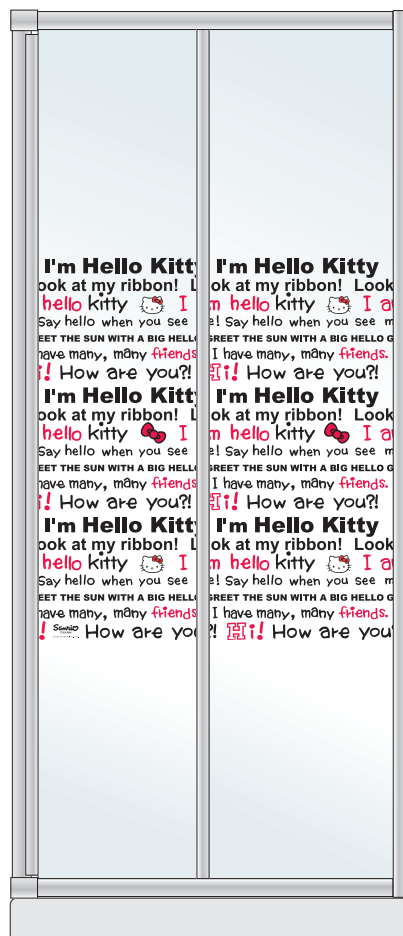 I'm Hello Kitty I'm Hello Kitty
ook at my ribbon! L ook at my ribbon! Look
hello kitty I m hello kitty I a
Say hello when you see e! Say hello when you see m
EET THE SUN WITH A BIG HELLO GREET THE SUN WITH A BIG HELLO G
have many, many friends I have many, many friends.
i! How are you?! Hi! How are you?!
I'm Hello Kitty I'm Hello Kitty
ook at my ribbon! L ook at my ribbon! Look
hello kitty I m hello kitty I a
Say hello when you see e! Say hello when you see m
EET THE SUN WITH A BIG HELLO GREET THE SUN WITH A BIG HELLO G
have many, many friends I have many, many friends.
i! How are you?! Hi! How are you?!
I'm Hello Kitty I'm Hello Kitty
ook at my ribbon! L ook at my ribbon! Look
hello kitty I m hello kitty I a
Say hello when you see e! Say hello when you see m
EET THE SUN WITH A BIG HELLO GREET THE SUN WITH A BIG HELLO G
have many, many friends I have many, many friends.
! Sanrio How are you ?! Hi! How are you